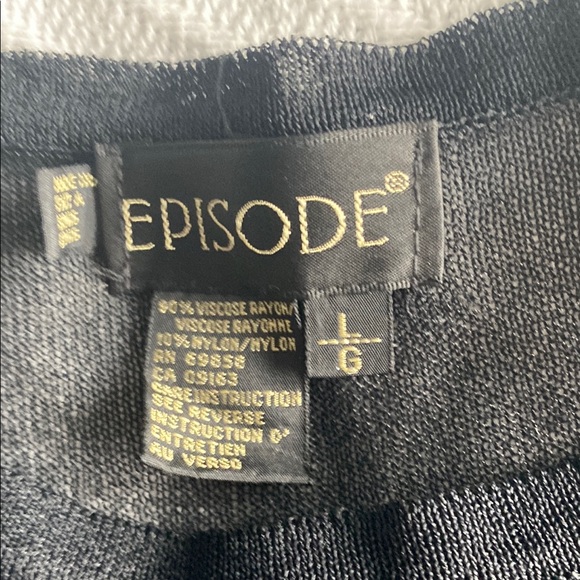 EPISODE®
L
G
90% VISCOSE RAYON/
VISCOSE RAYONNE
10% NYLON/NYLON
RN 69858
CA 09163
CARE INSTRUCTION
SEE REVERSE
INSTRUCTION D'
ENTRETIEN
AU VERSO